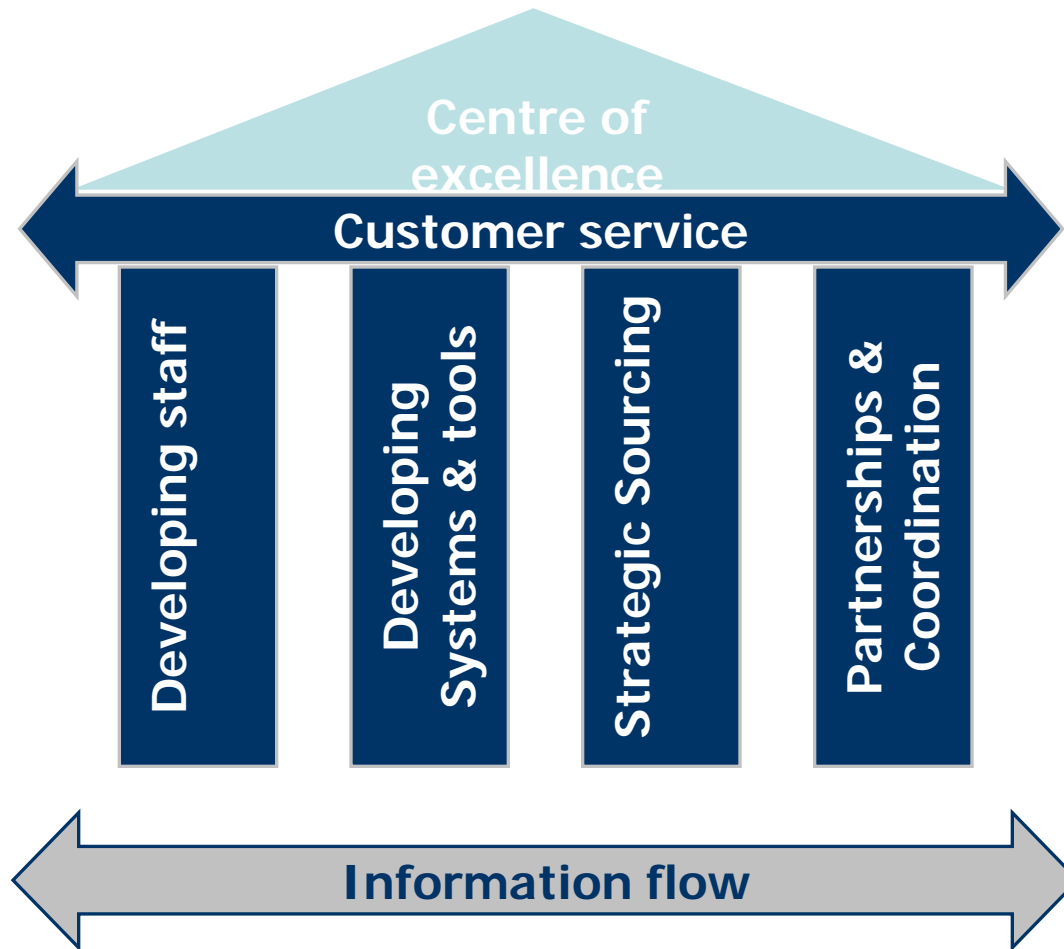 Centre of
excellence
Customer service
Developing staff
Developing
Systems & tools
Strategic Sourcing
Partnerships &
Coordination
Information flow